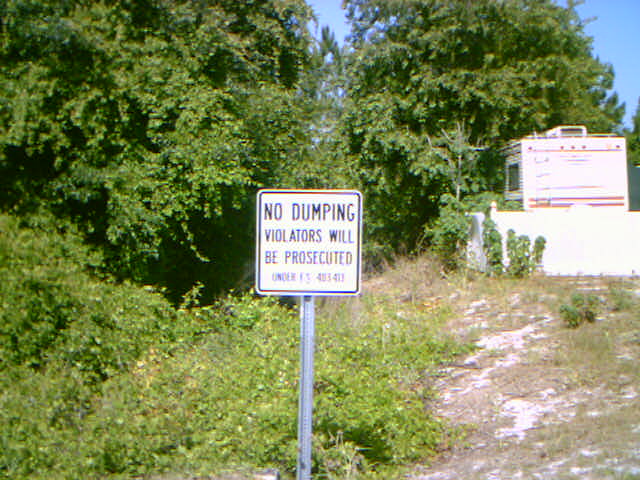 NO DUMPING
VIOLATORS WILL
BE PROSECUTED
UNDER F.S. 403.413